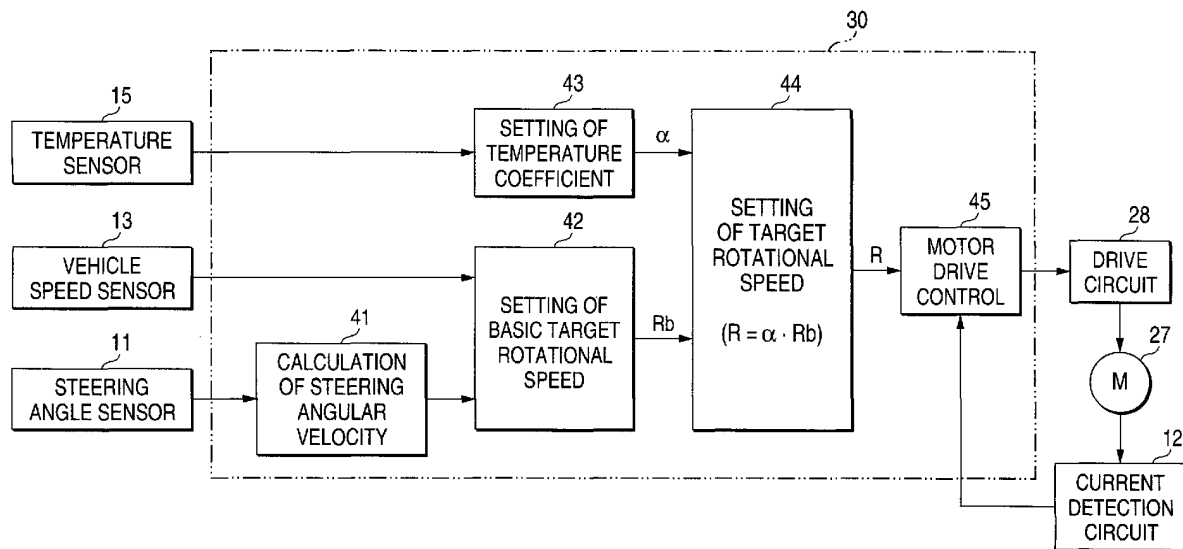 30
15
TEMPERATURE
SENSOR
43
SETTING OF
TEMPERATURE
COEFFICIENT
α
44
SETTING
OF TARGET
ROTATIONAL
SPEED
(R = α · Rb)
13
VEHICLE
SPEED SENSOR
42
SETTING OF
BASIC TARGET
ROTATIONAL
SPEED
Rb
R
45
MOTOR
DRIVE
CONTROL
28
DRIVE
CIRCUIT
11
STEERING
ANGLE SENSOR
41
CALCULATION
OF STEERING
ANGULAR
VELOCITY
27
M
12
CURRENT
DETECTION
CIRCUIT